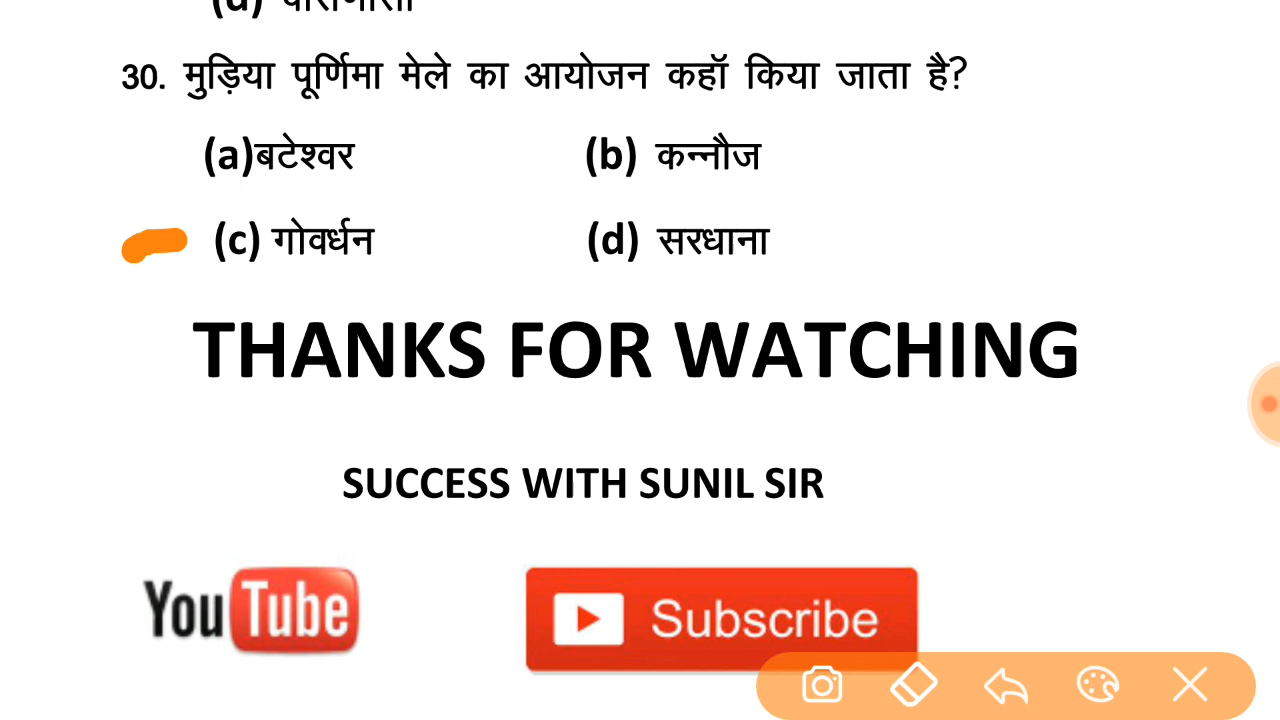 30. मुड़िया पूर्णिमा मेले का आयोजन कहॉ किया जाता है?
(a)बटेश्वर (b) कन्नौज
(c) गोवर्धन (d) सरधाना
THANKS FOR WATCHING
SUCCESS WITH SUNIL SIR
YouTube Subscribe